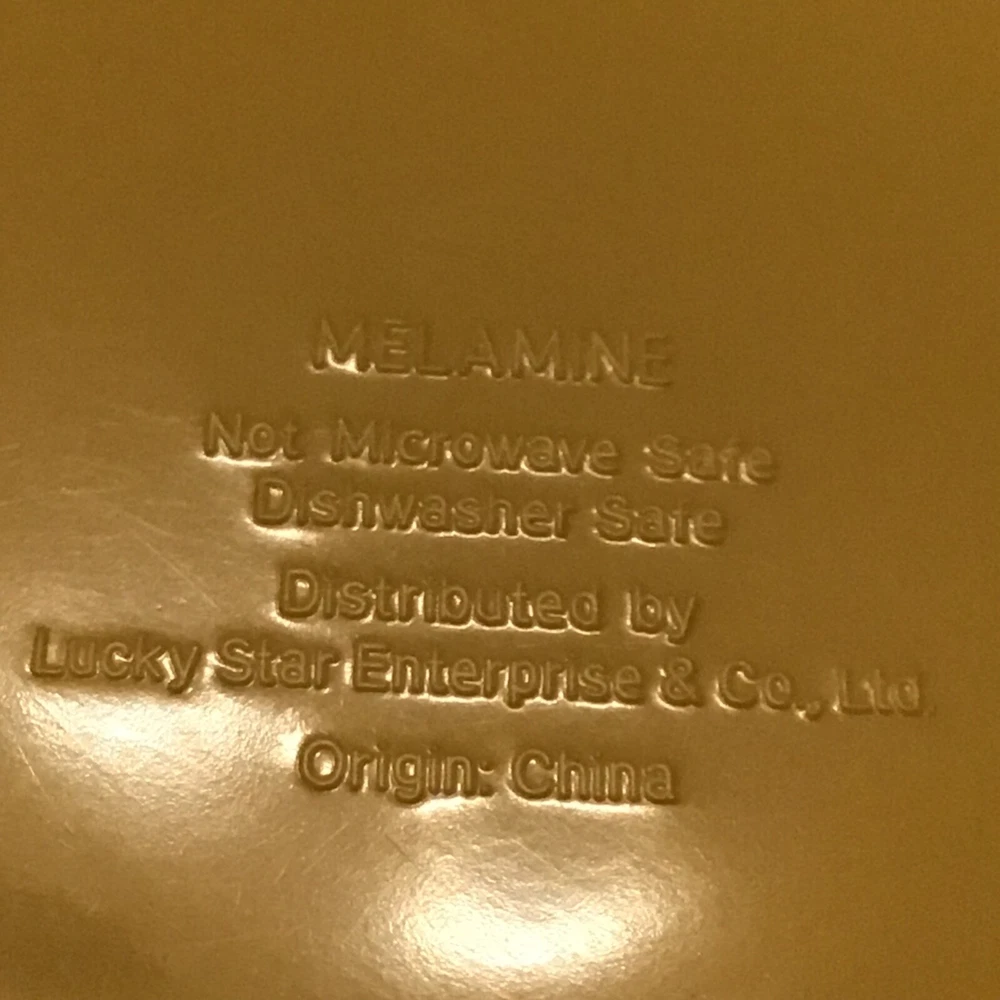 MELAMINE
Not Microwave Safe
Dishwasher Safe
Distributed by
Lucky Star Enterprise & Co., Ltd.
Origin: China